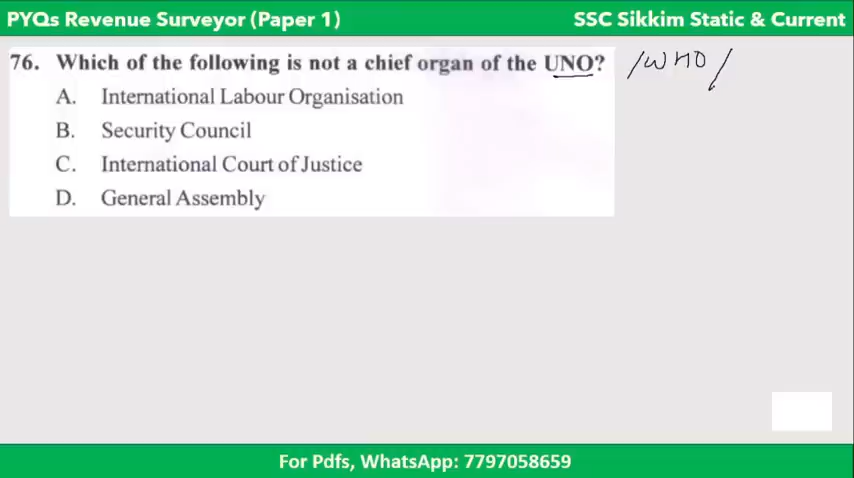 PYQs Revenue Surveyor (Paper 1)
SSC Sikkim Static & Current
76. Which of the following is not a chief organ of the UNO? /WHO/
A. International Labour Organisation
B. Security Council
C. International Court of Justice
D. General Assembly
For Pdfs, WhatsApp: 7797058659